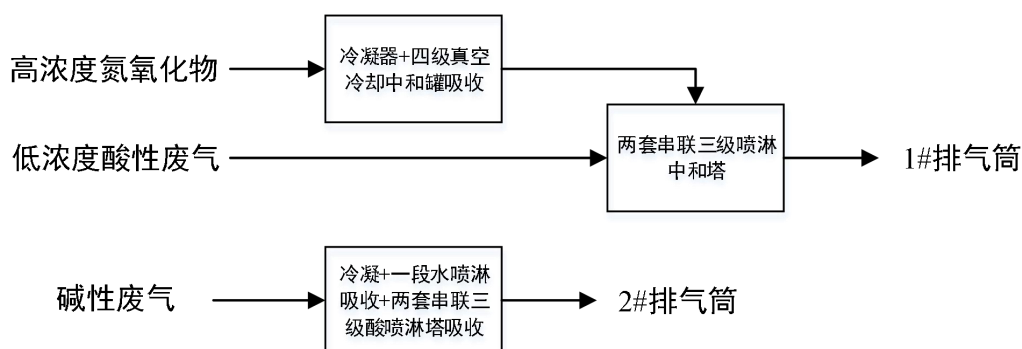 高浓度氮氧化物
冷凝器+四级真空
冷却中和罐吸收
低浓度酸性废气
两套串联三级喷淋
中和塔
1#排气筒
碱性废气
冷凝+一段水喷淋
吸收+两套串联三
级酸喷淋塔吸收
2#排气筒